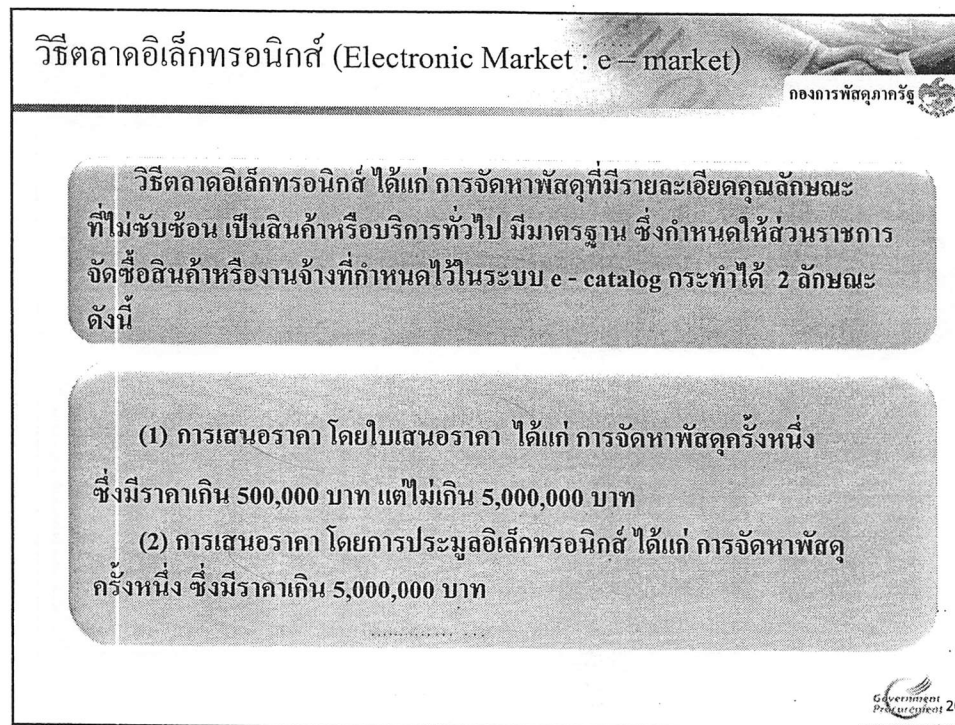 วิธีตลาดอิเล็กทรอนิกส์ (Electronic Market : e – market)
กองการพัสดุภาครัฐ
วิธีตลาดอิเล็กทรอนิกส์ ได้แก่ การจัดหาพัสดุที่มีรายละเอียดคุณลักษณะ
ที่ไม่ซับซ้อน เป็นสินค้าหรือบริการทั่วไป มีมาตรฐาน ซึ่งกำหนดให้ส่วนราชการ
จัดซื้อสินค้าหรืองานจ้างที่กำหนดไว้ในระบบ e - catalog กระทำได้ 2 ลักษณะ
ดังนี้
(1) การเสนอราคา โดยใบเสนอราคา ได้แก่ การจัดหาพัสดุครั้งหนึ่ง
ซึ่งมีราคาเกิน 500,000 บาท แต่ไม่เกิน 5,000,000 บาท
(2) การเสนอราคา โดยการประมูลอิเล็กทรอนิกส์ ได้แก่ การจัดหาพัสดุ
ครั้งหนึ่ง ซึ่งมีราคาเกิน 5,000,000 บาท
Government
Procurement